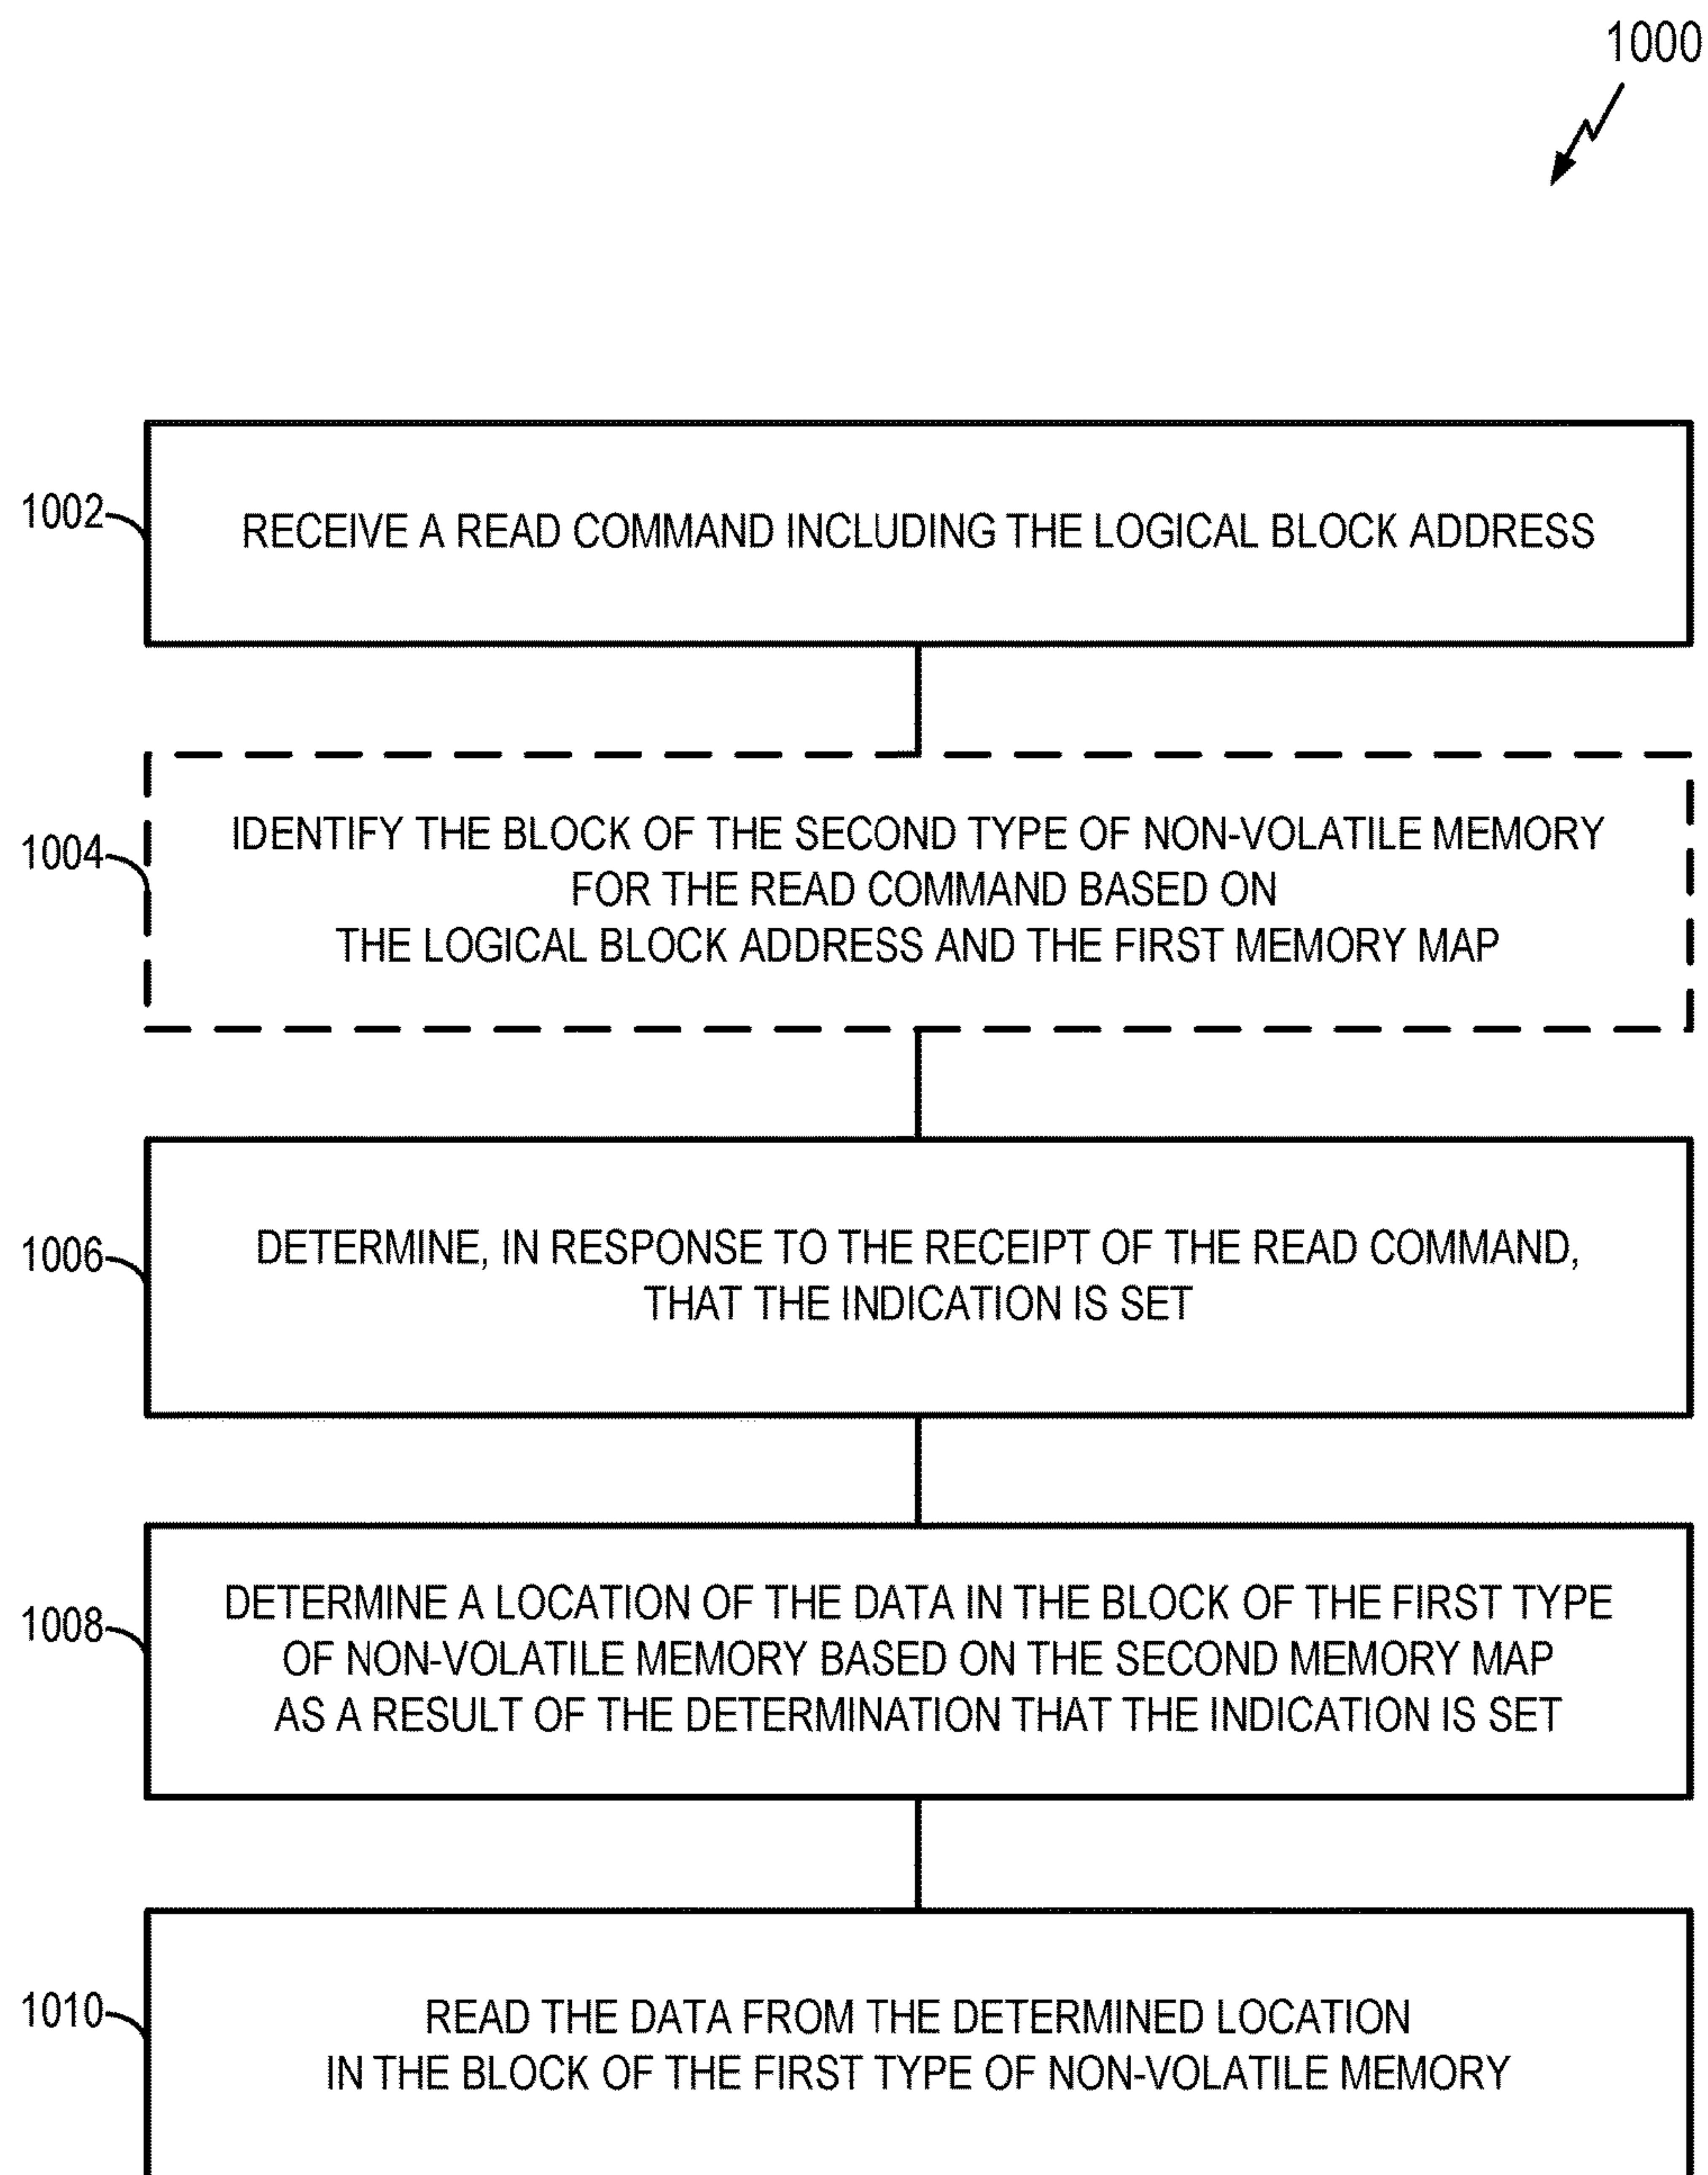 1000
1002
RECEIVE A READ COMMAND INCLUDING THE LOGICAL BLOCK ADDRESS
1004
IDENTIFY THE BLOCK OF THE SECOND TYPE OF NON-VOLATILE MEMORY
FOR THE READ COMMAND BASED ON
THE LOGICAL BLOCK ADDRESS AND THE FIRST MEMORY MAP
1006
DETERMINE, IN RESPONSE TO THE RECEIPT OF THE READ COMMAND,
THAT THE INDICATION IS SET
1008
DETERMINE A LOCATION OF THE DATA IN THE BLOCK OF THE FIRST TYPE
OF NON-VOLATILE MEMORY BASED ON THE SECOND MEMORY MAP
AS A RESULT OF THE DETERMINATION THAT THE INDICATION IS SET
1010
READ THE DATA FROM THE DETERMINED LOCATION
IN THE BLOCK OF THE FIRST TYPE OF NON-VOLATILE MEMORY